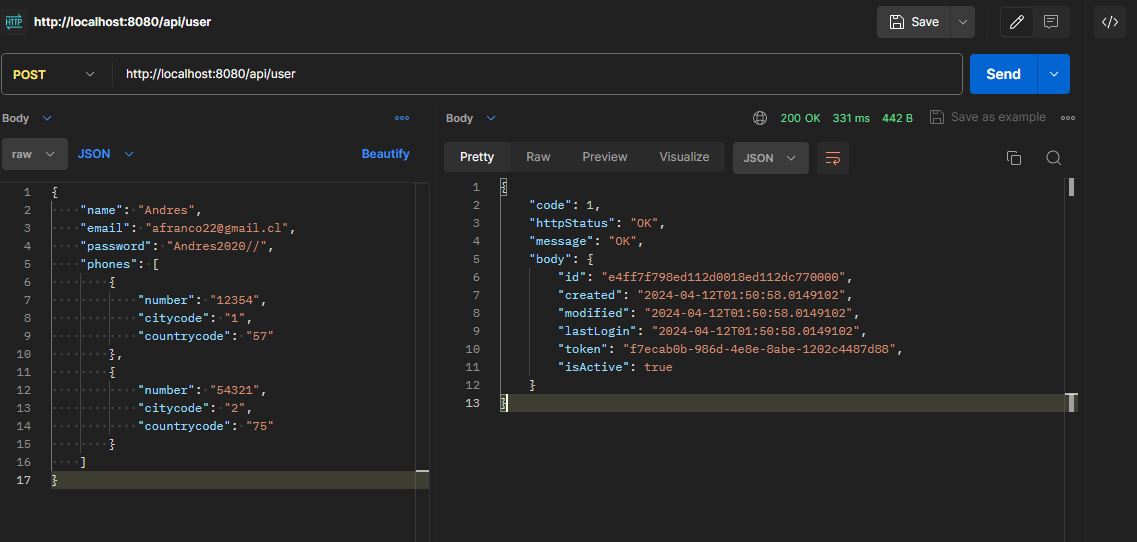 HTTP http://localhost:8080/api/user Save </>
POST http://localhost:8080/api/user Send
Body
raw JSON Beautify
1 {
2 "name": "Andres",
3 "email": "afranco22@gmail.cl",
4 "password": "Andres2020//",
5 "phones": [
6 {
7 "number": "12354",
8 "citycode": "1",
9 "countrycode": "57"
10 },
11 {
12 "number": "54321",
13 "citycode": "2",
14 "countrycode": "75"
15 }
16 ]
17 }
Body 200 OK 331 ms 442 B Save as example
Pretty Raw Preview Visualize JSON
1 {
2 "code": 1,
3 "httpStatus": "OK",
4 "message": "OK",
5 "body": {
6 "id": "e4ff7f798ed112d0018ed112dc770000",
7 "created": "2024-04-12T01:50:58.0149102",
8 "modified": "2024-04-12T01:50:58.0149102",
9 "lastLogin": "2024-04-12T01:50:58.0149102",
10 "token": "f7ecab0b-986d-4e8e-8abe-1202c4487d88",
11 "isActive": true
12 }
13 }